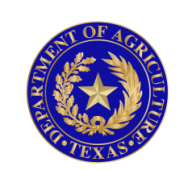 DEPARTMENT OF AGRICULTURE
TEXAS